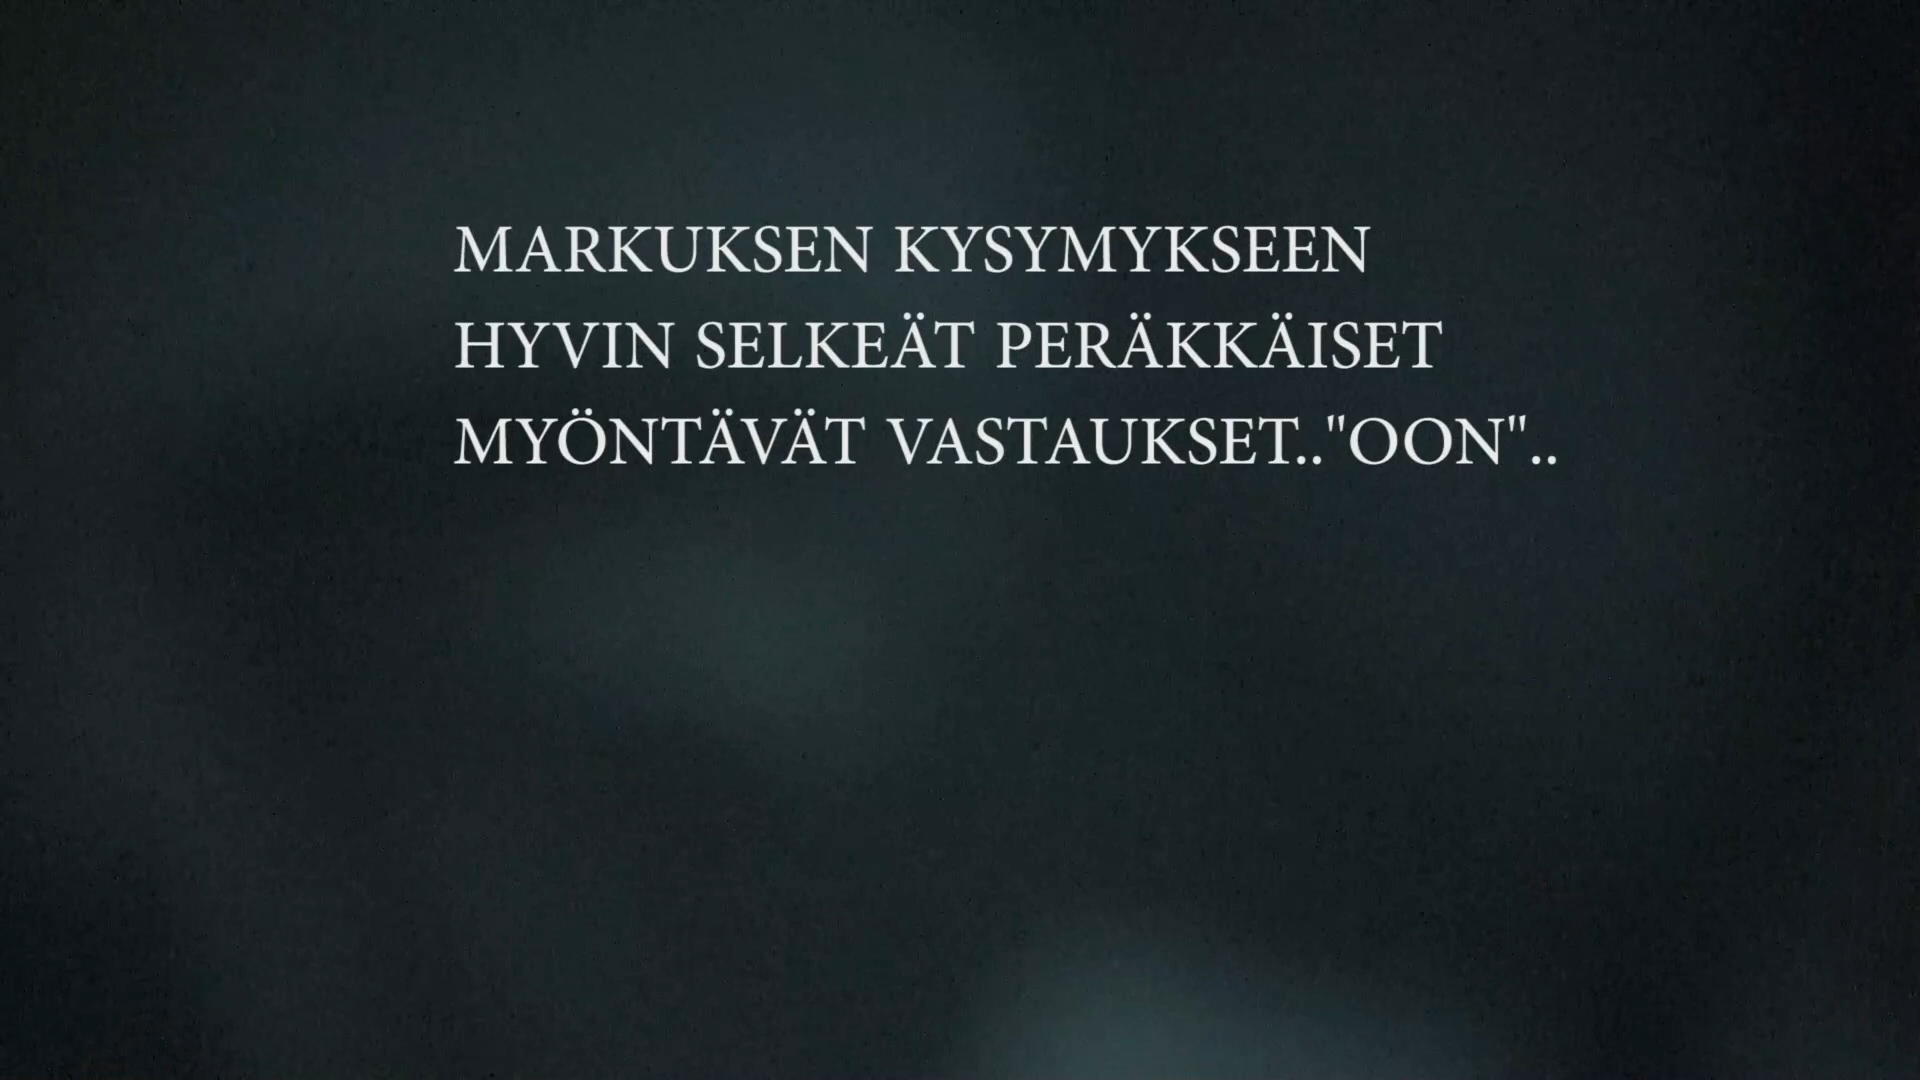 MARKUKSEN KYSYMYKSEEN
HYVIN SELKEÄT PERÄKKÄISET
MYÖNTÄVÄT VASTAUKSET.."OON"..